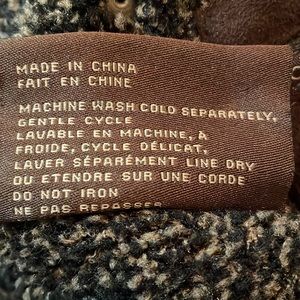 MADE IN CHINA
FAIT EN CHINE
MACHINE WASH COLD SEPARATELY,
GENTLE CYCLE
LAVABLE EN MACHINE, À
FROIDE, CYCLE DÉLICAT,
LAVER SÉPARÉMENT LINE DRY
OU ETENDRE SUR UNE CORDE
DO NOT IRON
NE PAS REPASSER